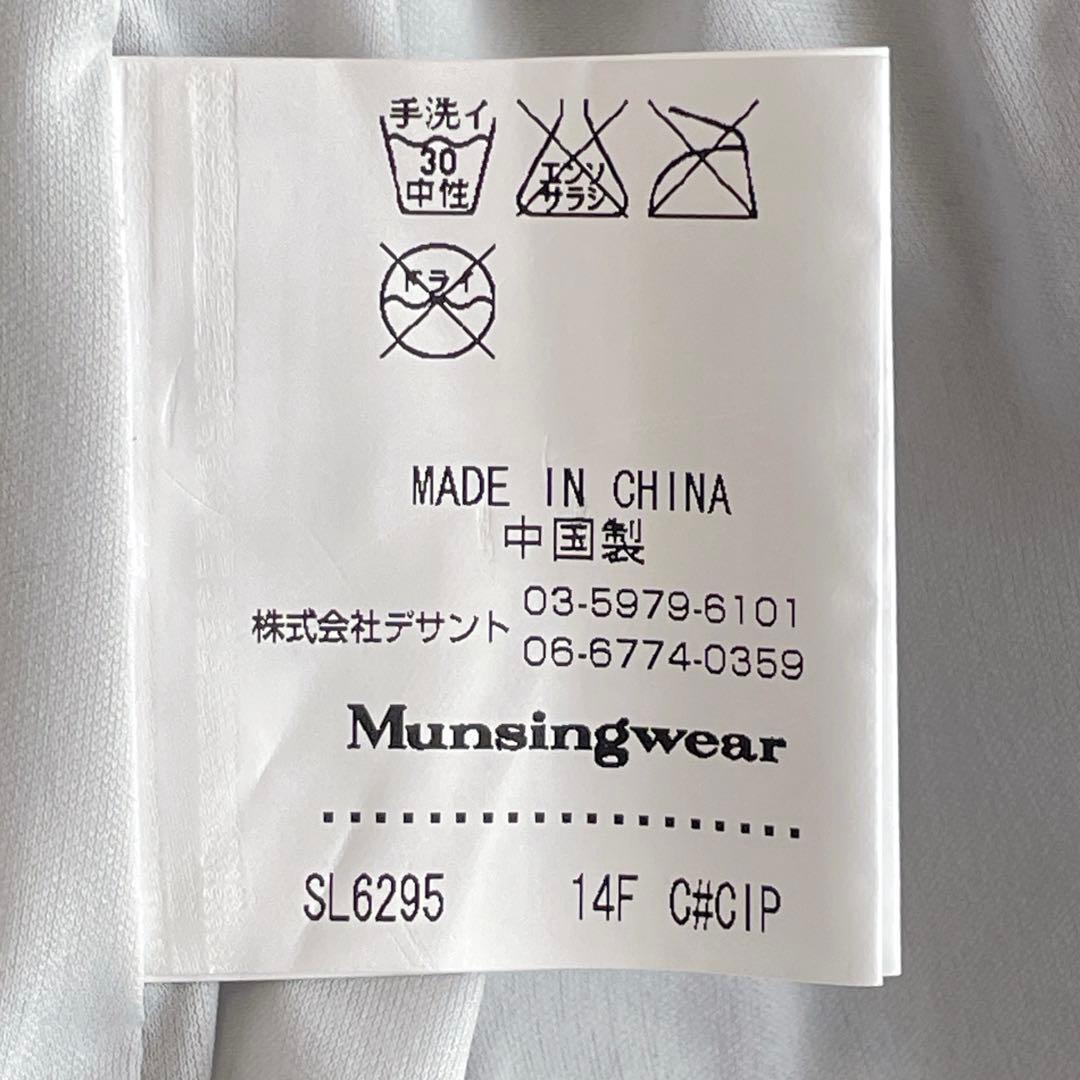 手洗イ
30
中性
エンソ
サラシ
ドライ
MADE IN CHINA
中国製
株式会社デサント
03-5979-6101
06-6774-0359
Munsingwear
SL6295 14F C#CIP